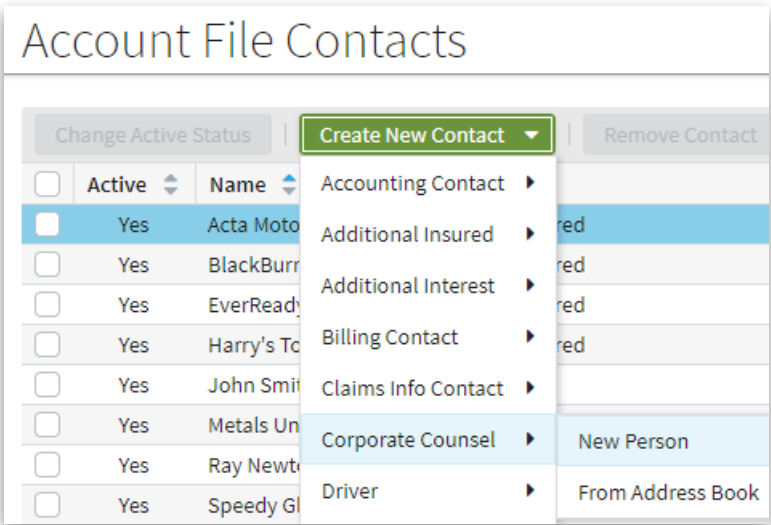 Account File Contacts
Change Active Status | Create New Contact | Remove Contact
Active Name
Yes Acta Moto
Yes BlackBurr
Yes EverReady
Yes Harry's To
Yes John Smit
Yes Metals Un
Yes Ray Newt
Yes Speedy Gl
Accounting Contact
Additional Insured
Additional Interest
Billing Contact
Claims Info Contact
Corporate Counsel
Driver
red
red
red
red
New Person
From Address Book